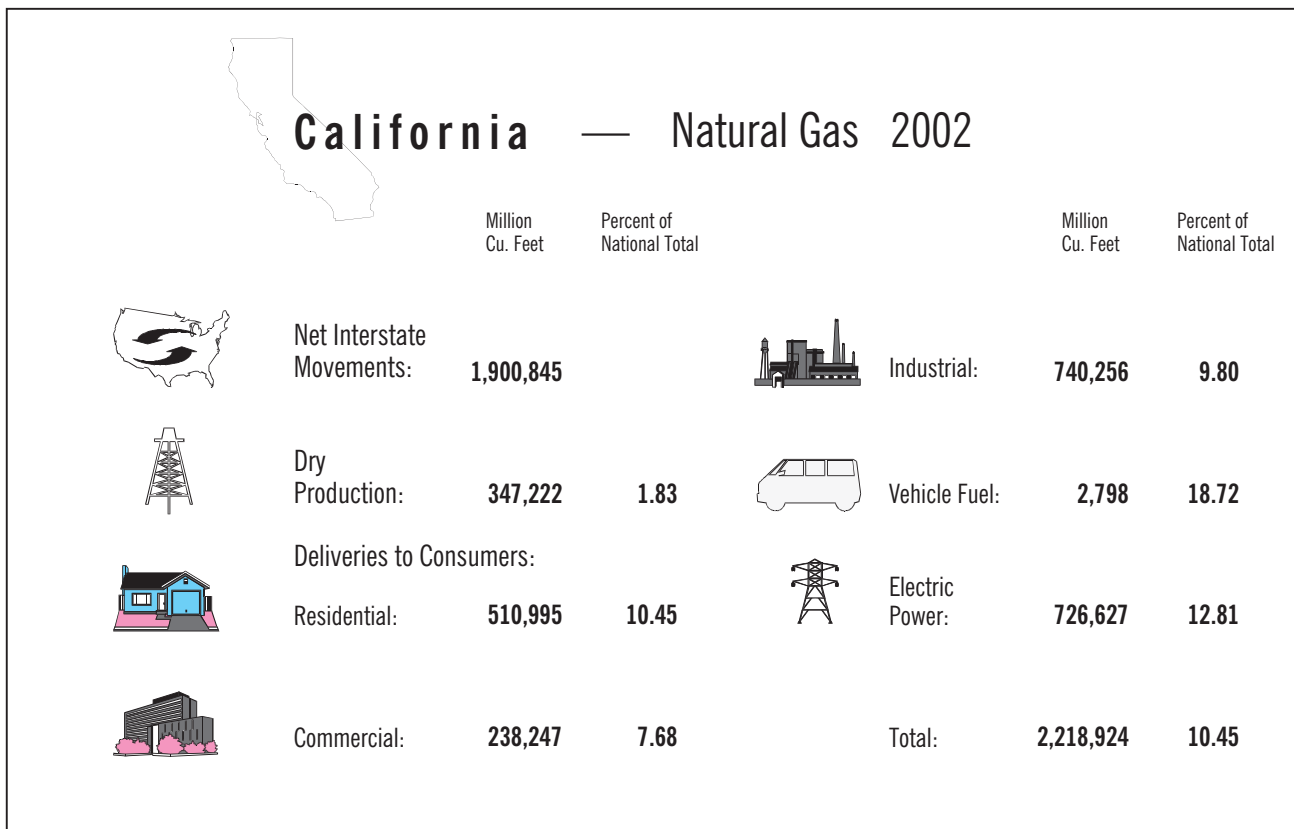 California — Natural Gas 2002
Million
Cu. Feet
Percent of
National Total
Net Interstate
Movements: 1,900,845
Dry
Production: 347,222 1.83
Deliveries to Consumers:
Residential: 510,995 10.45
Commercial: 238,247 7.68
Million
Cu. Feet
Percent of
National Total
Industrial: 740,256 9.80
Vehicle Fuel: 2,798 18.72
Electric
Power: 726,627 12.81
Total: 2,218,924 10.45